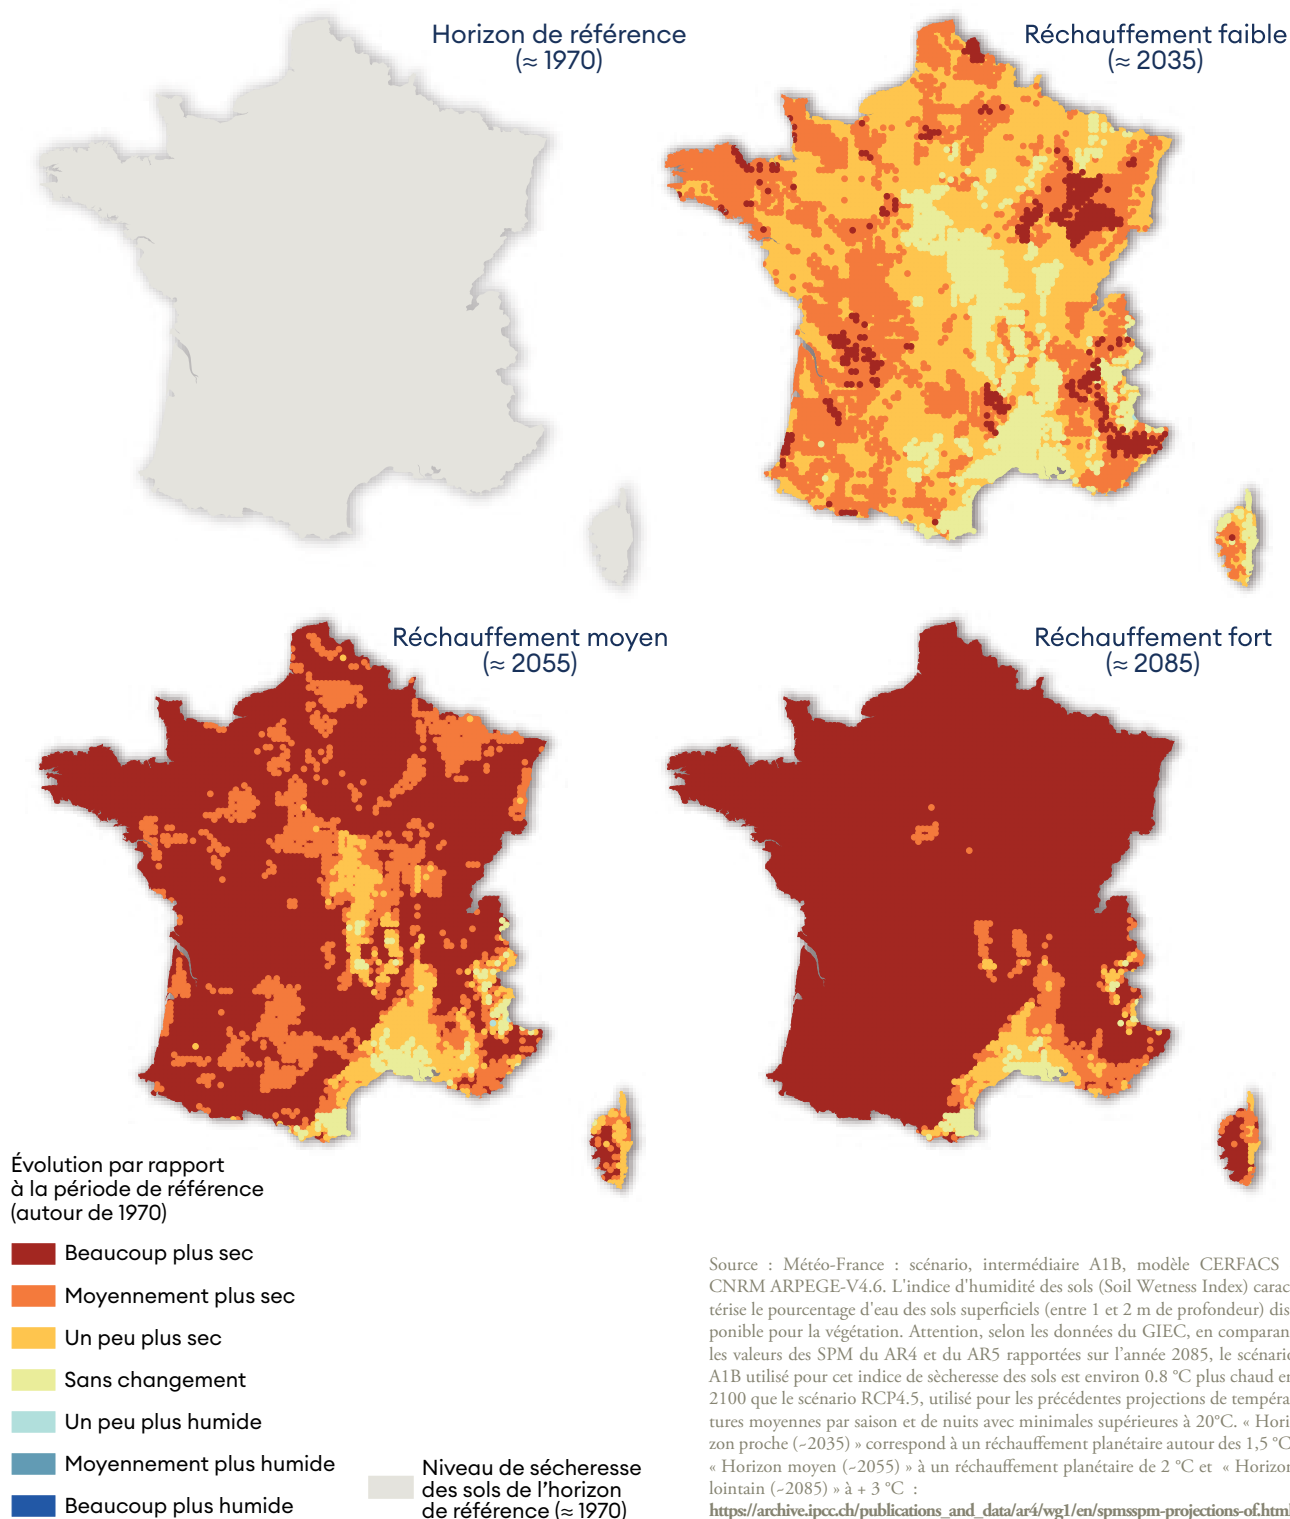 Horizon de référence
(≈ 1970)
Réchauffement faible
(≈ 2035)
Réchauffement moyen
(≈ 2055)
Réchauffement fort
(≈ 2085)
Évolution par rapport
à la période de référence
(autour de 1970)
Beaucoup plus sec
Moyennement plus sec
Un peu plus sec
Sans changement
Un peu plus humide
Moyennement plus humide
Beaucoup plus humide
Niveau de sécheresse
des sols de l'horizon
de référence (≈ 1970)
Source : Météo-France : scénario, intermédiaire A1B, modèle CERFACS
CNRM ARPEGE-V4.6. L'indice d'humidité des sols (Soil Wetness Index) carac
térise le pourcentage d'eau des sols superficiels (entre 1 et 2 m de profondeur) dis
ponible pour la végétation. Attention, selon les données du GIEC, en comparan
les valeurs des SPM du AR4 et du AR5 rapportées sur l'année 2085, le scénario
A1B utilisé pour cet indice de sècheresse des sols est environ 0.8 °C plus chaud en
2100 que le scénario RCP4.5, utilisé pour les précédentes projections de tempéra
tures moyennes par saison et de nuits avec minimales supérieures à 20°C. « Hori
zon proche (~2035) » correspond à un réchauffement planétaire autour des 1,5 °C
« Horizon moyen (~2055) » à un réchauffement planétaire de 2 °C et « Horizon
lointain (~2085) » à + 3 °C :
https://archive.ipcc.ch/publications_and_data/ar4/wg1/en/spmsspm-projections-of.html